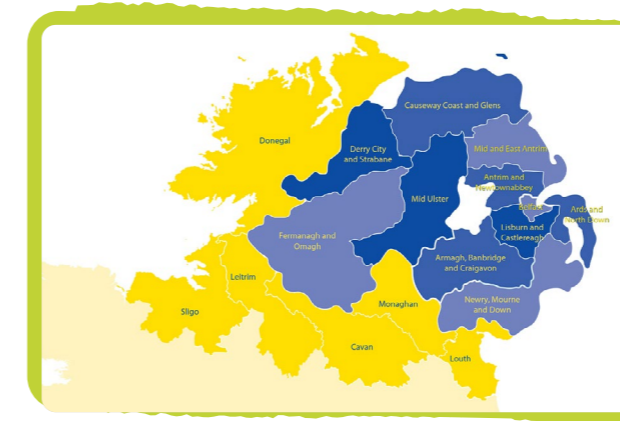 Causeway Coast and Glens
Donegal
Derry City
and Strabane
Mid and East Antrim
Antrim and
Newtownabbey
Mid Ulster
Belfast
Ards and
North Down
Lisburn and
Castlereagh
Fermanagh and
Omagh
Armagh, Banbridge
and Craigavon
Leitrim
Newry, Mourne
and Down
Monaghan
Sligo
Cavan
Louth